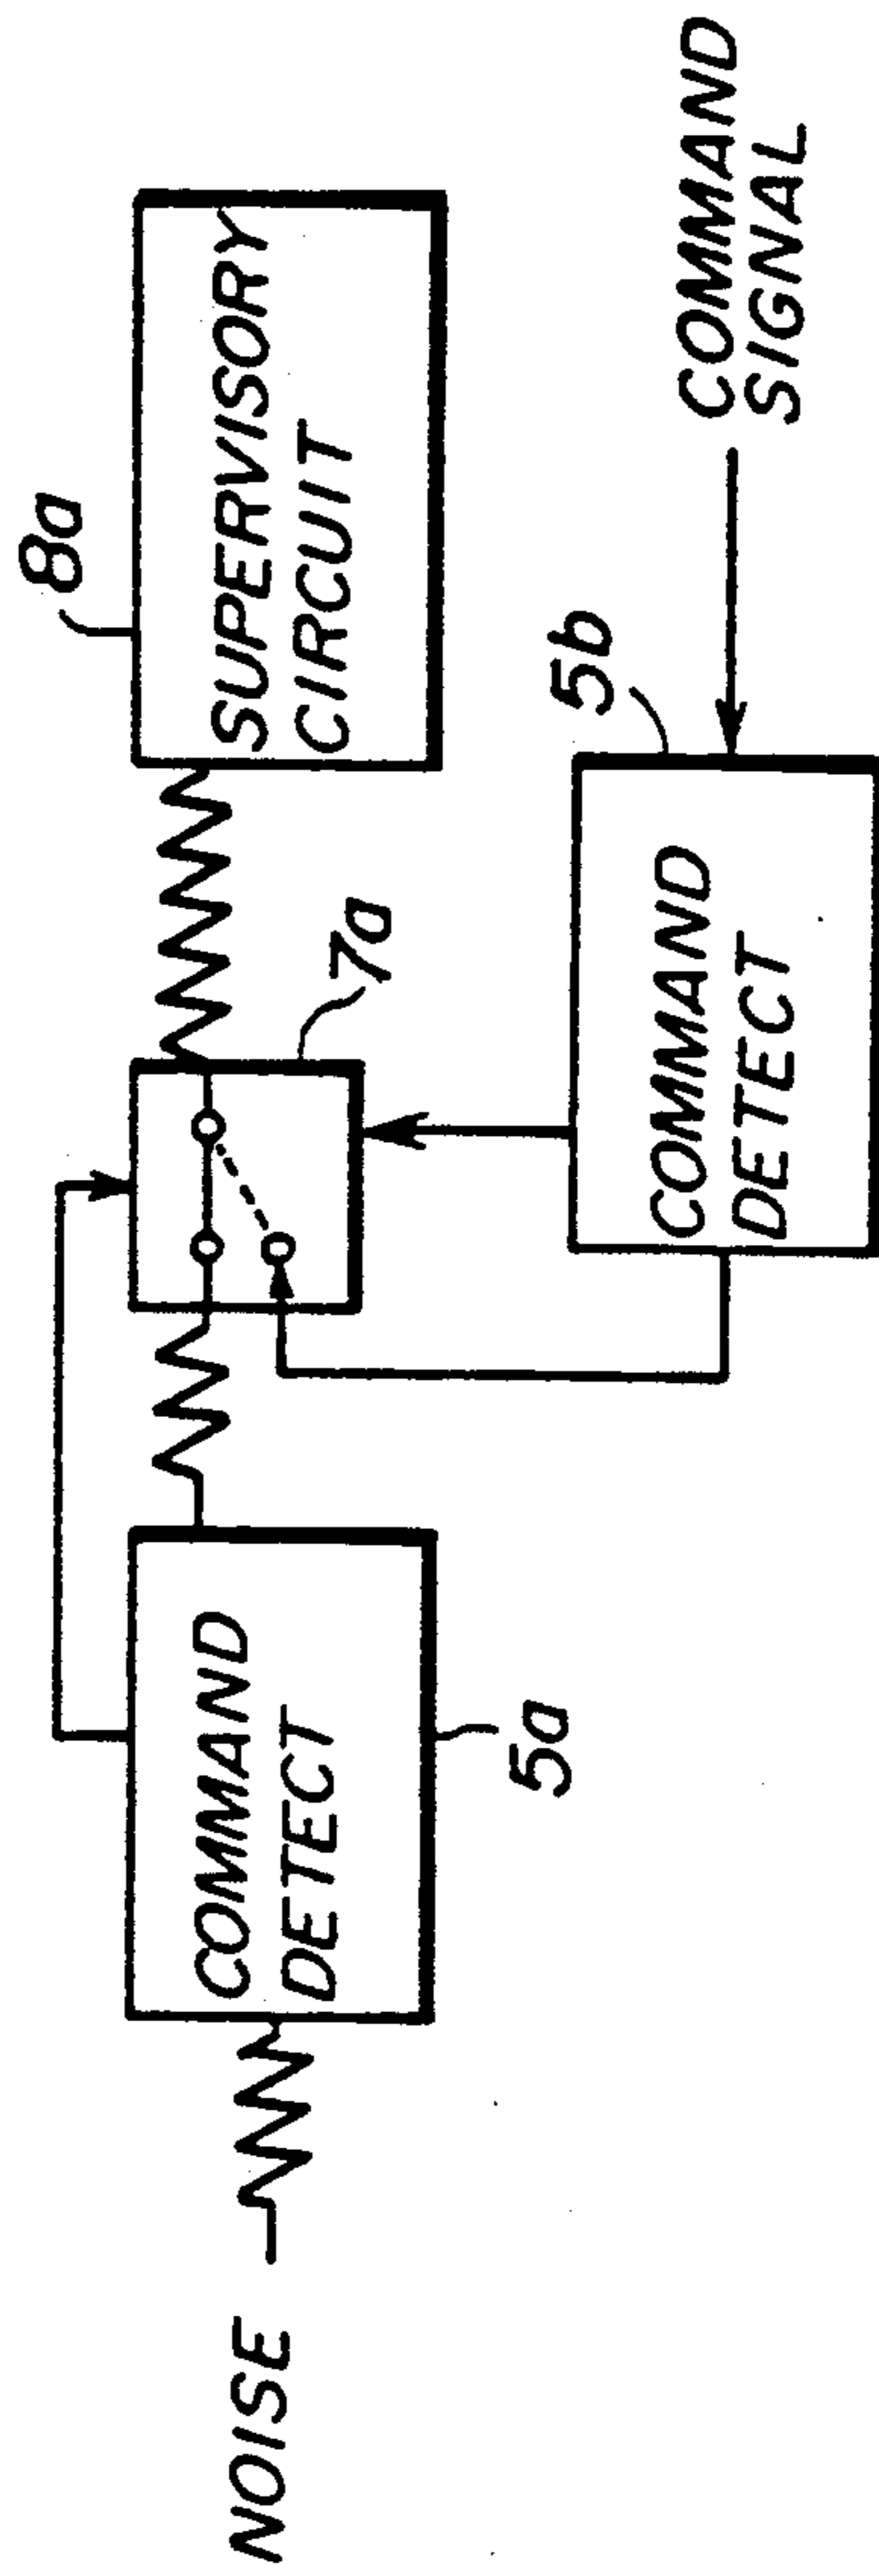 8a
SUPERVISORY
CIRCUIT
7a
COMMAND
DETECT
5a
NOISE
5b
COMMAND
DETECT
COMMAND
SIGNAL